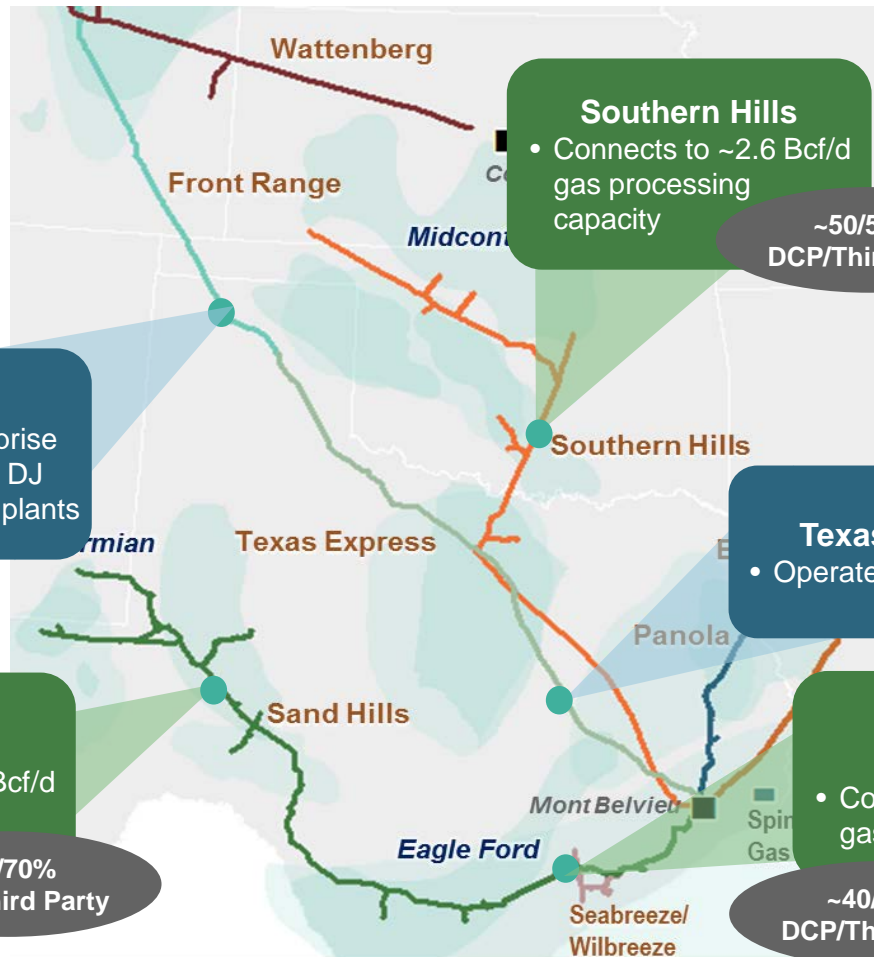 Wattenberg
Southern Hills
• Connects to ~2.6 Bcf/d
gas processing
capacity
~50/5
DCP/Thir
Front Range
Midcont
prise
DJ
plants
Southern Hills
rmian
Texas Express
Texas
• Operate
Panola
Sand Hills
Bcf/d
/70%
ird Party
Mont Belvieu
Spin
Gas
• Co
gas
Eagle Ford
~40/
DCP/Th
Seabreeze/
Wilbreeze